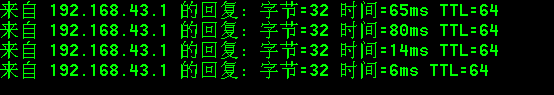 来自 192.168.43.1 的回复: 字节=32 时间=65ms TTL=64
来自 192.168.43.1 的回复: 字节=32 时间=80ms TTL=64
来自 192.168.43.1 的回复: 字节=32 时间=14ms TTL=64
来自 192.168.43.1 的回复: 字节=32 时间=6ms TTL=64